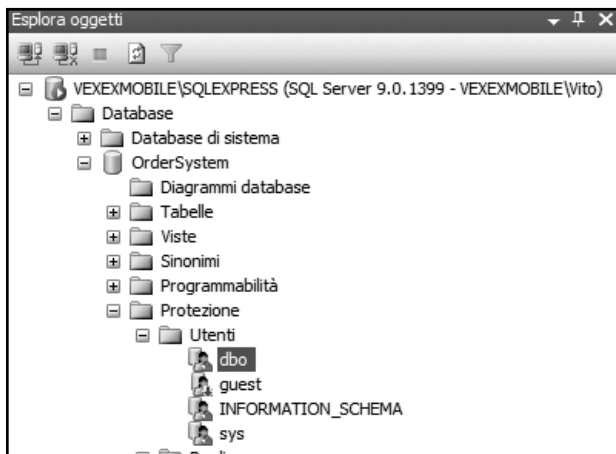 Esplora oggetti
VEXEXMOBILE\SQLEXPRESS (SQL Server 9.0.1399 - VEXEXMOBILE\Vito)
Database
Database di sistema
OrderSystem
Diagrammi database
Tabelle
Viste
Sinonimi
Programmabilità
Protezione
Utenti
dbo
guest
INFORMATION_SCHEMA
sys